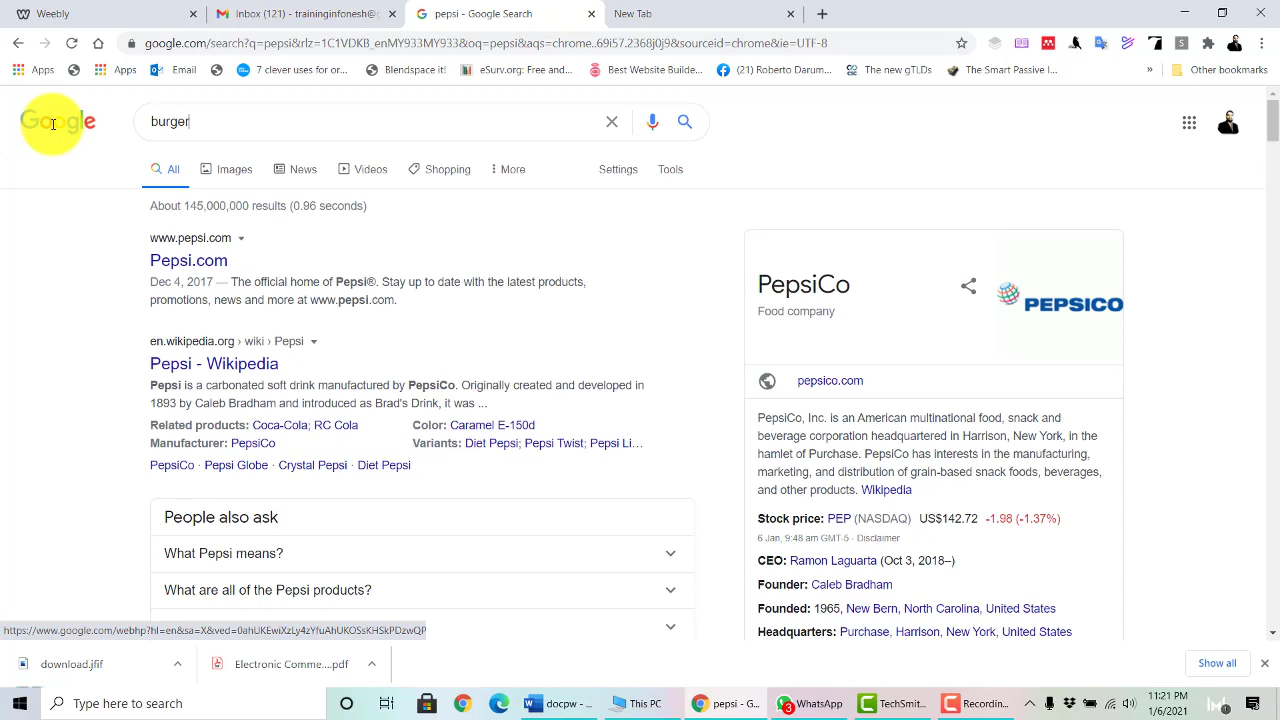 Weebly
Inbox (121) - traininginfonesh@g
pepsi - Google Search
New Tab
google.com/search?q=pepsi&rlz=1C1VDKB_enMY933MY933&oq=pepsi&aqs=chrome..69i57.2368j0j9&sourceid=chrome&ie=UTF-8
Apps
Apps
Email
7 clever uses for or...
Blendspace it!
eSurv.org: Free and...
Best Website Builde...
(21) Roberto Darum...
The new gTLDs
The Smart Passive I...
»
Other bookmarks
Google
burger
All
Images
News
Videos
Shopping
More
Settings
Tools
About 145,000,000 results (0.96 seconds)
www.pepsi.com
Pepsi.com
Dec 4, 2017 — The official home of Pepsi®. Stay up to date with the latest products,
promotions, news and more at www.pepsi.com.
en.wikipedia.org › wiki › Pepsi
Pepsi - Wikipedia
Pepsi is a carbonated soft drink manufactured by PepsiCo. Originally created and developed in
1893 by Caleb Bradham and introduced as Brad's Drink, it was ...
Related products: Coca-Cola; RC Cola
Color: Caramel E-150d
Manufacturer: PepsiCo
Variants: Diet Pepsi; Pepsi Twist; Pepsi Li...
PepsiCo · Pepsi Globe · Crystal Pepsi · Diet Pepsi
People also ask
What Pepsi means?
What are all of the Pepsi products?
PepsiCo
Food company
PEPSICO
pepsico.com
PepsiCo, Inc. is an American multinational food, snack and
beverage corporation headquartered in Harrison, New York, in the
hamlet of Purchase. PepsiCo has interests in the manufacturing,
marketing, and distribution of grain-based snack foods, beverages,
and other products. Wikipedia
Stock price: PEP (NASDAQ) US$142.72 -1.98 (-1.37%)
6 Jan, 9:48 am GMT-5 - Disclaimer
CEO: Ramon Laguarta (Oct 3, 2018–)
Founder: Caleb Bradham
Founded: 1965, New Bern, North Carolina, United States
Headquarters: Purchase, Harrison, New York, United States
download.jfif
Electronic Comme....pdf
Show all
Type here to search
docpw - ...
This PC
pepsi - G...
3
WhatsApp
TechSmit...
Recordin...
11:21 PM
1/6/2021